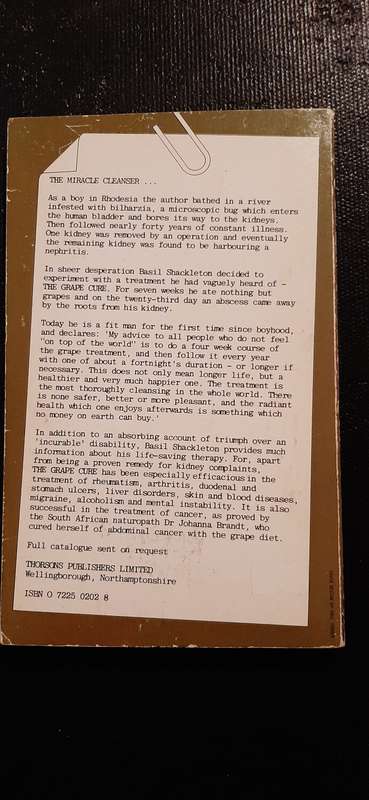 THE MIRACLE CLEANSER ...
As a boy in Rhodesia the author bathed in a river
infested with bilharzia, a microscopic bug which enters
the human bladder and bores its way to the kidneys.
Then followed nearly forty years of constant illness.
One kidney was removed by an operation and eventually
the remaining kidney was found to be harbouring a
nephritis.
In sheer desperation Basil Shackleton decided to
experiment with a treatment he had vaguely heard of -
THE GRAPE CURE. For seven weeks he ate nothing but
grapes and on the twenty-third day an abscess came away
by the roots from his kidney.
Today he is a fit man for the first time since boyhood,
and declares: 'My advice to all people who do not feel
'on top of the world' is to do a four week course of
the grape treatment, and then follow it every year
with one of about a fortnight's duration - or longer if
necessary. This does not only mean longer life, but a
healthier and very much happier one. The treatment is
the most thoroughly cleansing in the whole world. There
is none safer, better or more pleasant, and the radiant
health which one enjoys afterwards is something which
no money on earth can buy.'
In addition to an absorbing account of triumph over an
'incurable' disability, Basil Shackleton provides much
information about his life-saving therapy. For, apart
from being a proven remedy for kidney complaints,
THE GRAPE CURE has been especially efficacious in the
treatment of rheumatism, arthritis, duodenal and
stomach ulcers, liver disorders, skin and blood diseases,
migraine, alcoholism and mental instability. It is also
successful in the treatment of cancer, as proved by
the South African naturopath Dr Johanna Brandt, who
cured herself of abdominal cancer with the grape diet.
Full catalogue sent on request
THORSONS PUBLISHERS LIMITED
Wellingborough, Northamptonshire
ISBN 0 7225 0202 8